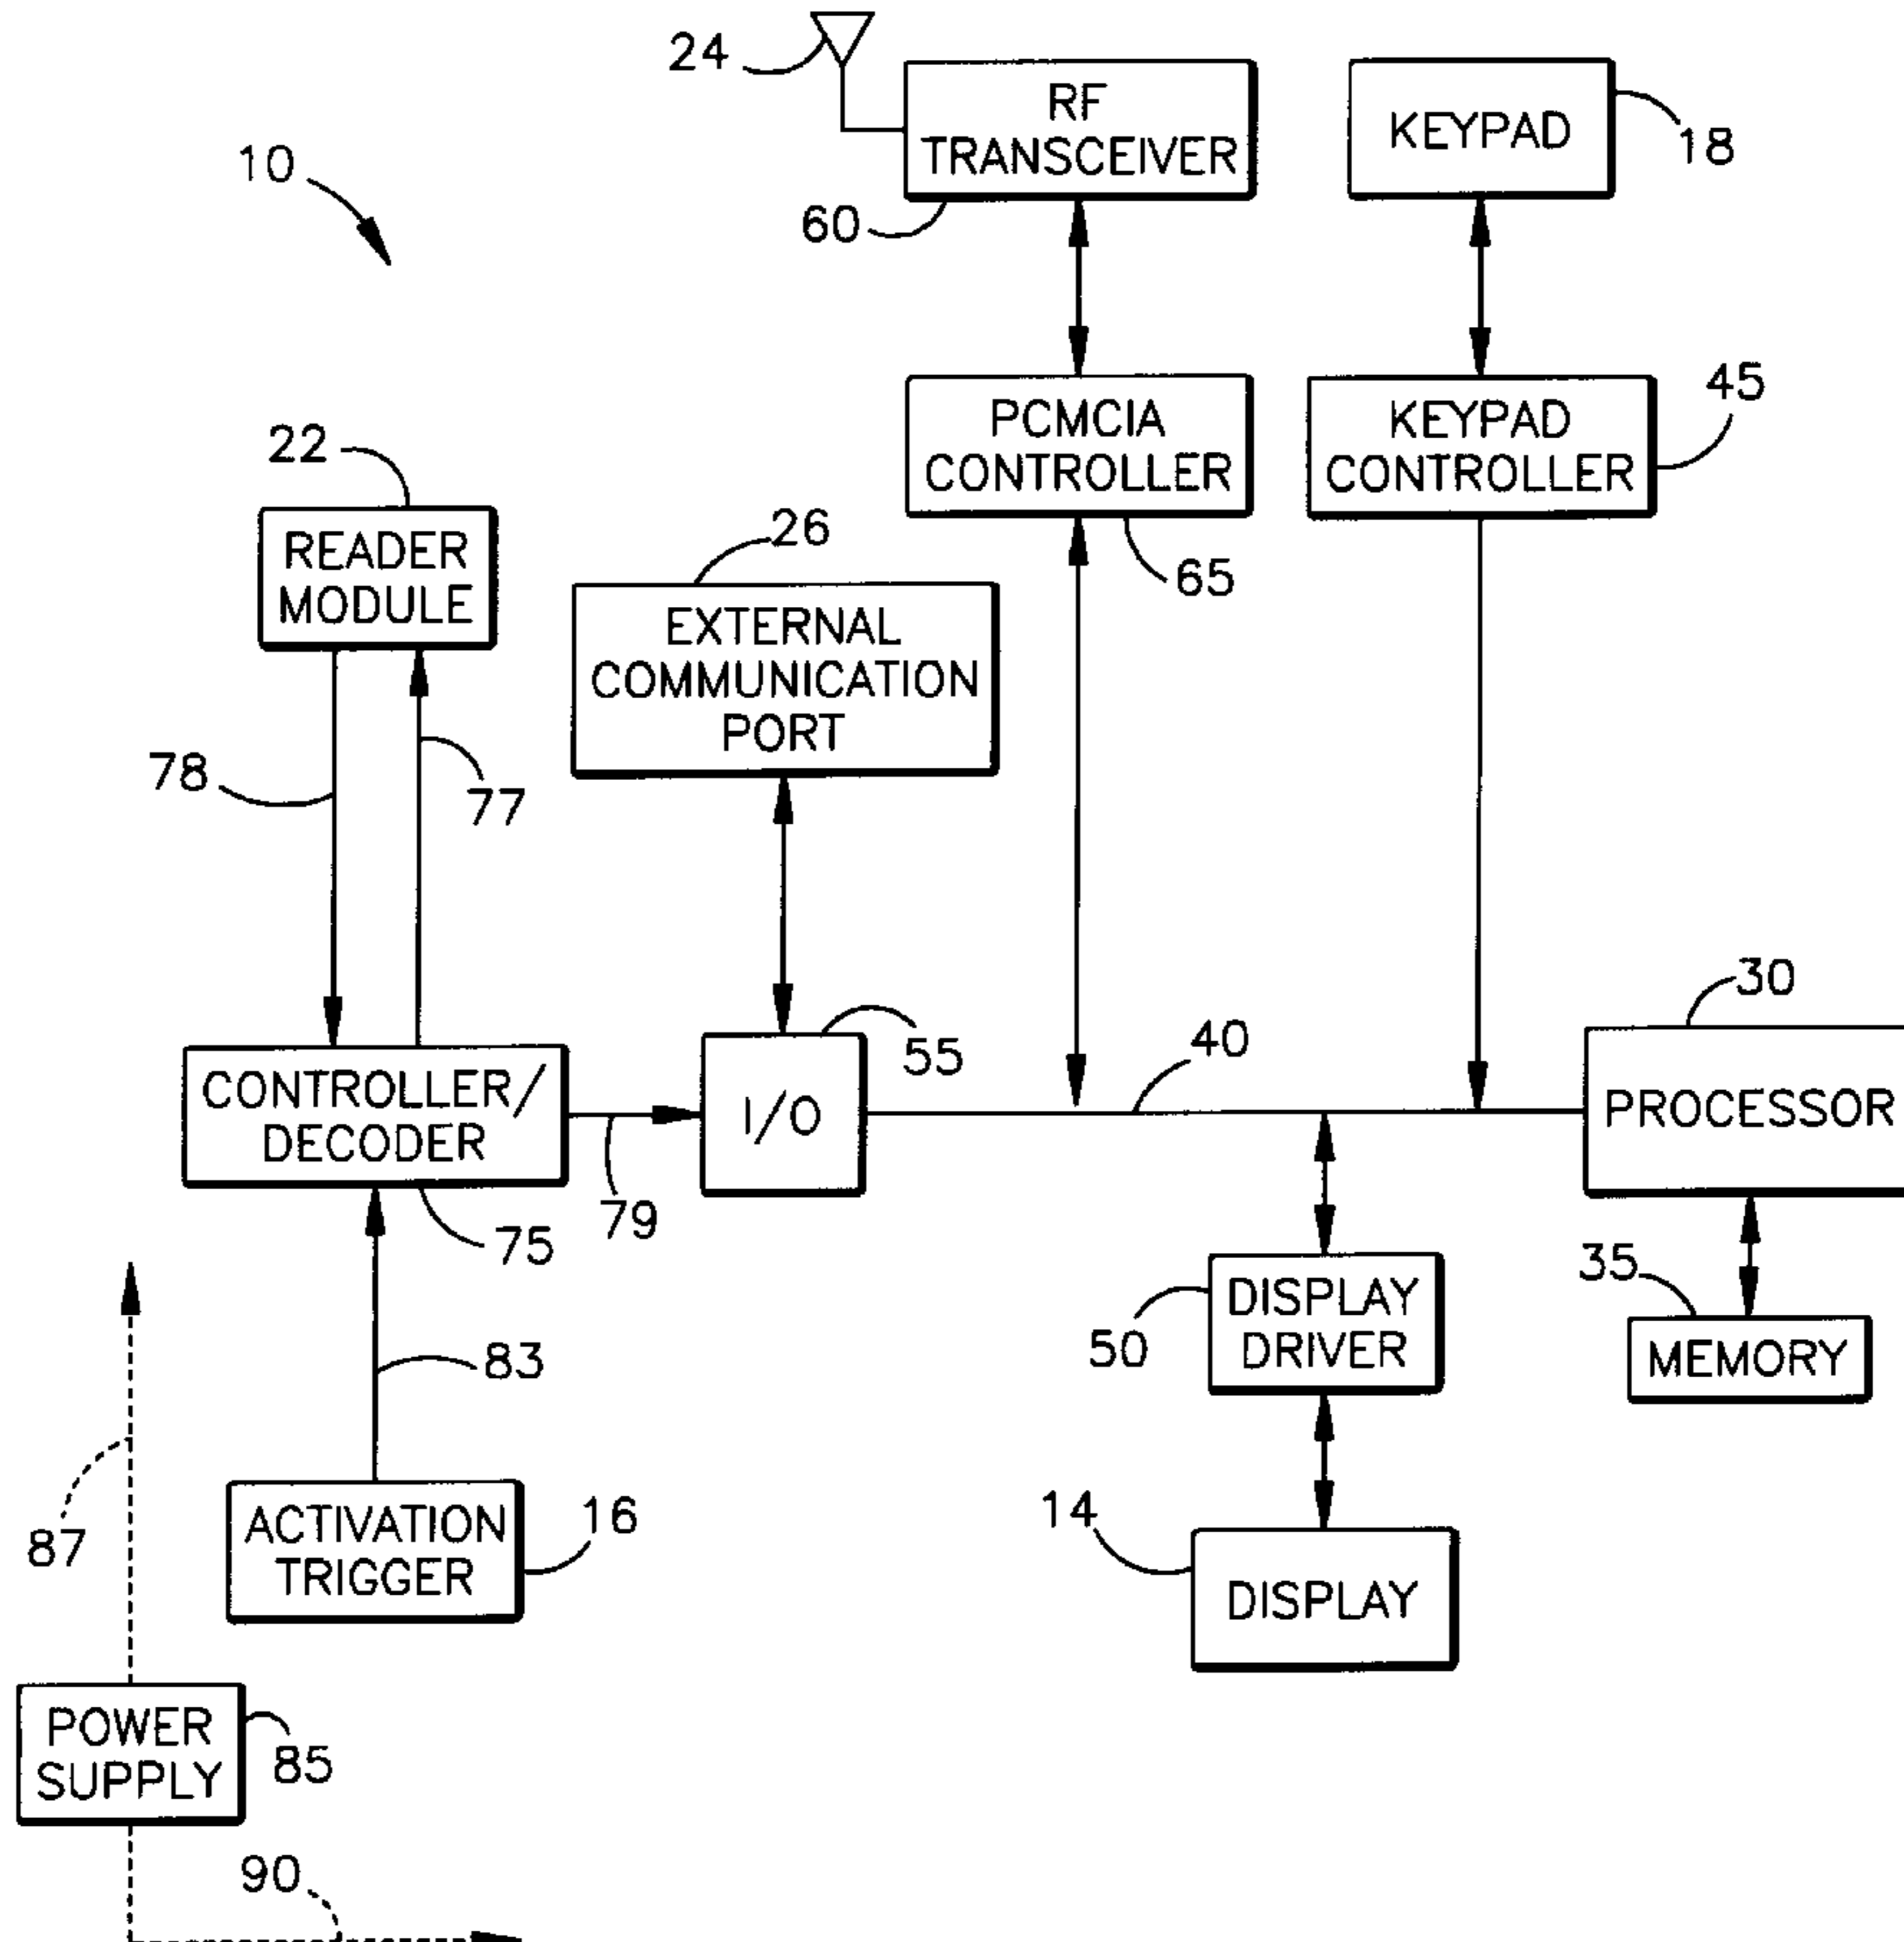 24
RF
TRANSCEIVER
KEYPAD
18
10
60
45
PCMCIA
CONTROLLER
KEYPAD
CONTROLLER
22
READER
MODULE
26
65
EXTERNAL
COMMUNICATION
PORT
78
77
30
55
40
CONTROLLER/
DECODER
I/O
PROCESSOR
79
75
35
DISPLAY
DRIVER
50
MEMORY
83
87
ACTIVATION
TRIGGER
16
14
DISPLAY
POWER
SUPPLY
85
90